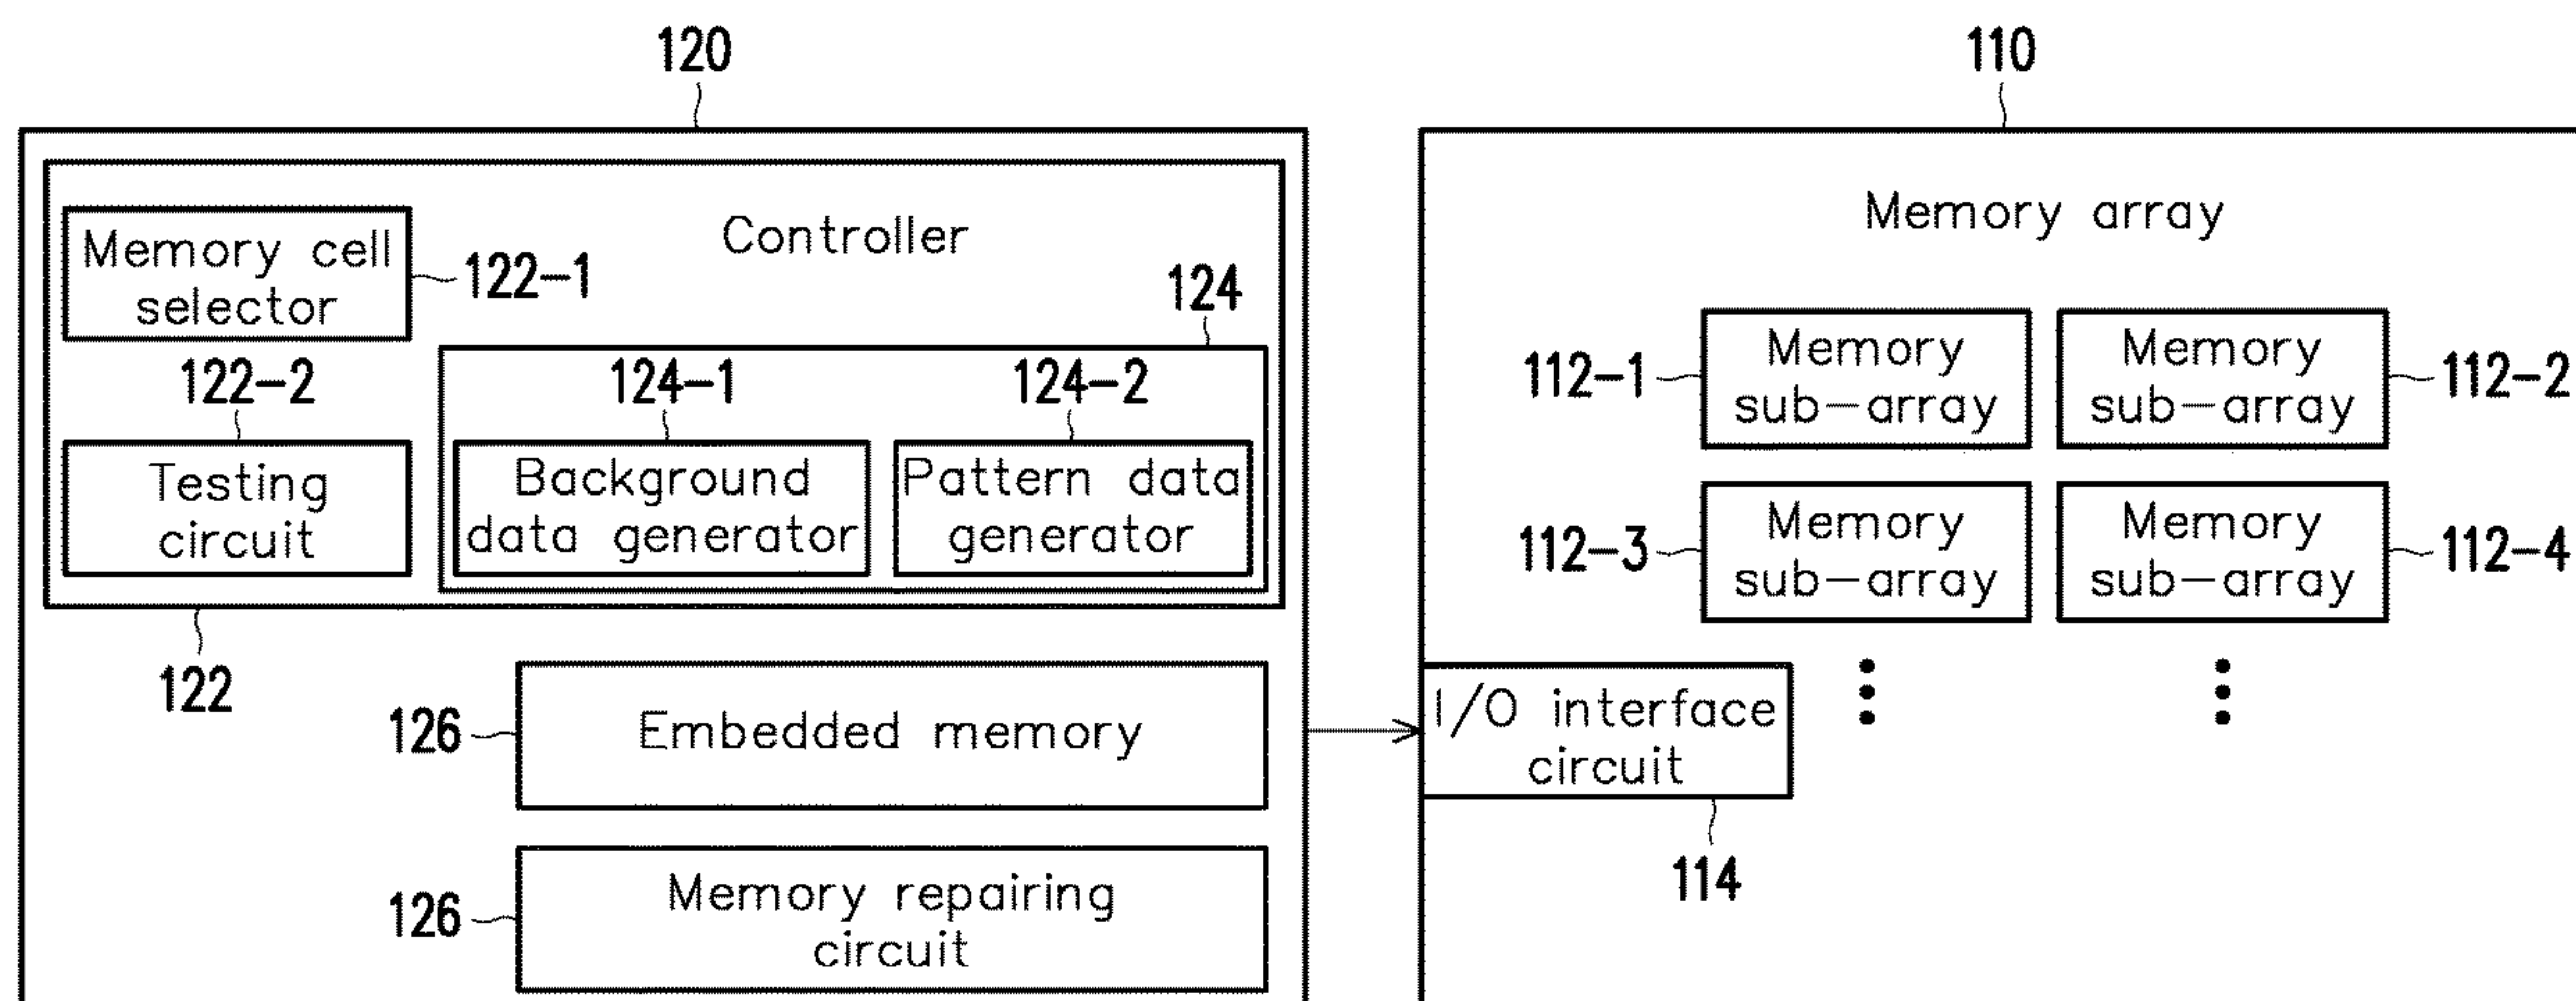 120
110
Controller
Memory array
Memory cell
selector
122-1
124
122-2
124-1
124-2
Testing
circuit
Background
data generator
Pattern data
generator
122
126
Embedded memory
126
Memory repairing
circuit
112-1
Memory
sub-array
Memory
sub-array
112-2
112-3
Memory
sub-array
Memory
sub-array
112-4
I/O interface
circuit
114